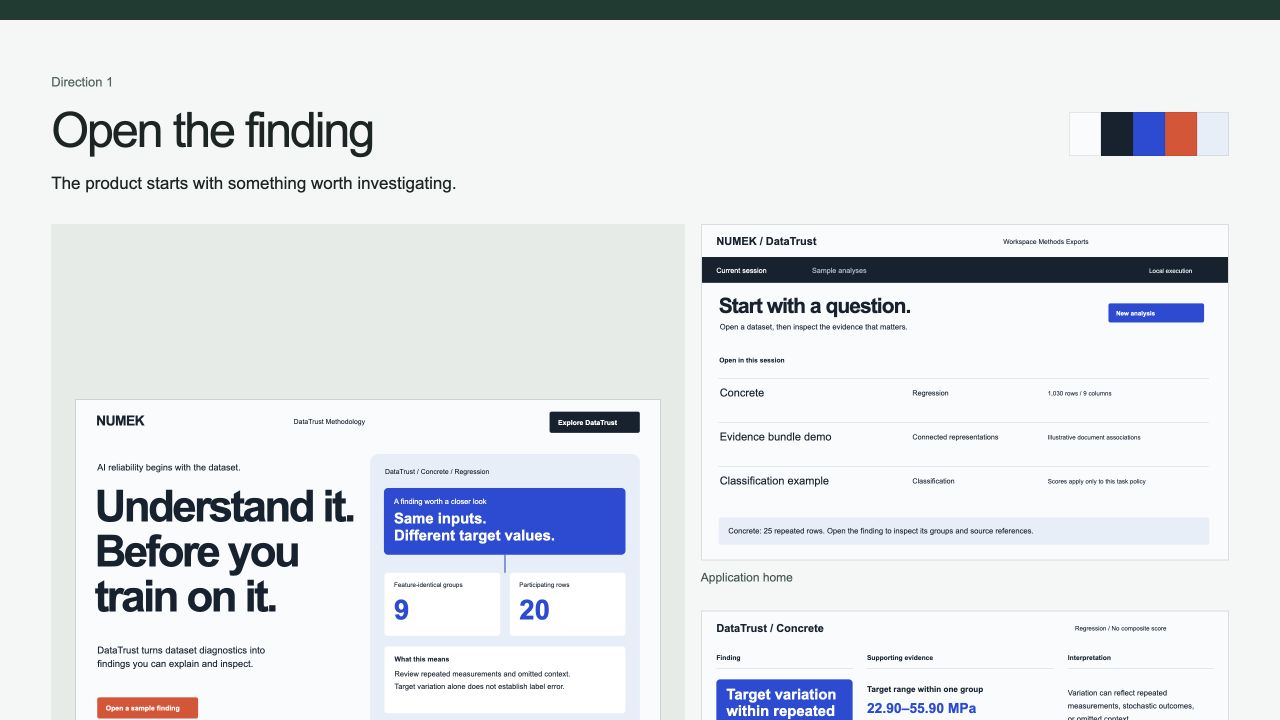 Direction 1
Open the finding
The product starts with something worth investigating.
NUMEK
DataTrust Methodology
Explore DataTrust
AI reliability begins with the dataset.
Understand it.
Before you
train on it.
DataTrust turns dataset diagnostics into
findings you can explain and inspect.
Open a sample finding
DataTrust / Concrete / Regression
A finding worth a closer look
Same inputs.
Different target values.
Feature-identical groups
9
Participating rows
20
What this means
Review repeated measurements and omitted context.
Target variation alone does not establish label error.
NUMEK / DataTrust
Workspace Methods Exports
Current session
Sample analyses
Local execution
Start with a question.
Open a dataset, then inspect the evidence that matters.
New analysis
Open in this session
Concrete
Regression
1,030 rows / 9 columns
Evidence bundle demo
Connected representations
Illustrative document associations
Classification example
Classification
Scores apply only to this task policy
Concrete: 25 repeated rows. Open the finding to inspect its groups and source references.
Application home
DataTrust / Concrete
Regression / No composite score
Finding
Supporting evidence
Interpretation
Target variation
within repeated
Target range within one group
22.90–55.90 MPa
Variation can reflect repeated
measurements, stochastic outcomes,
or omitted context